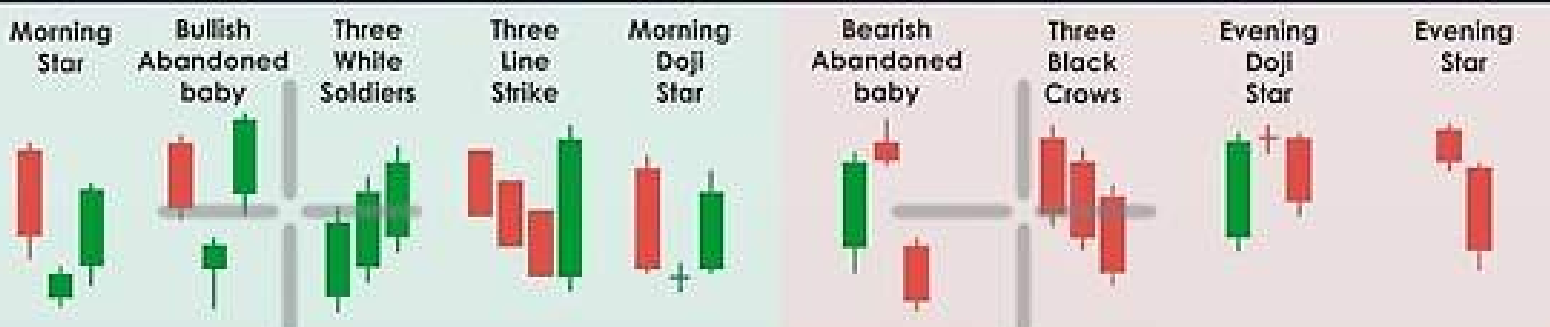 Morning
Star
Bullish
Abandoned
baby
Three
White
Soldiers
Three
Line
Strike
Morning
Doji
Star
Bearish
Abandoned
baby
Three
Black
Crows
Evening
Doji
Star
Evening
Star